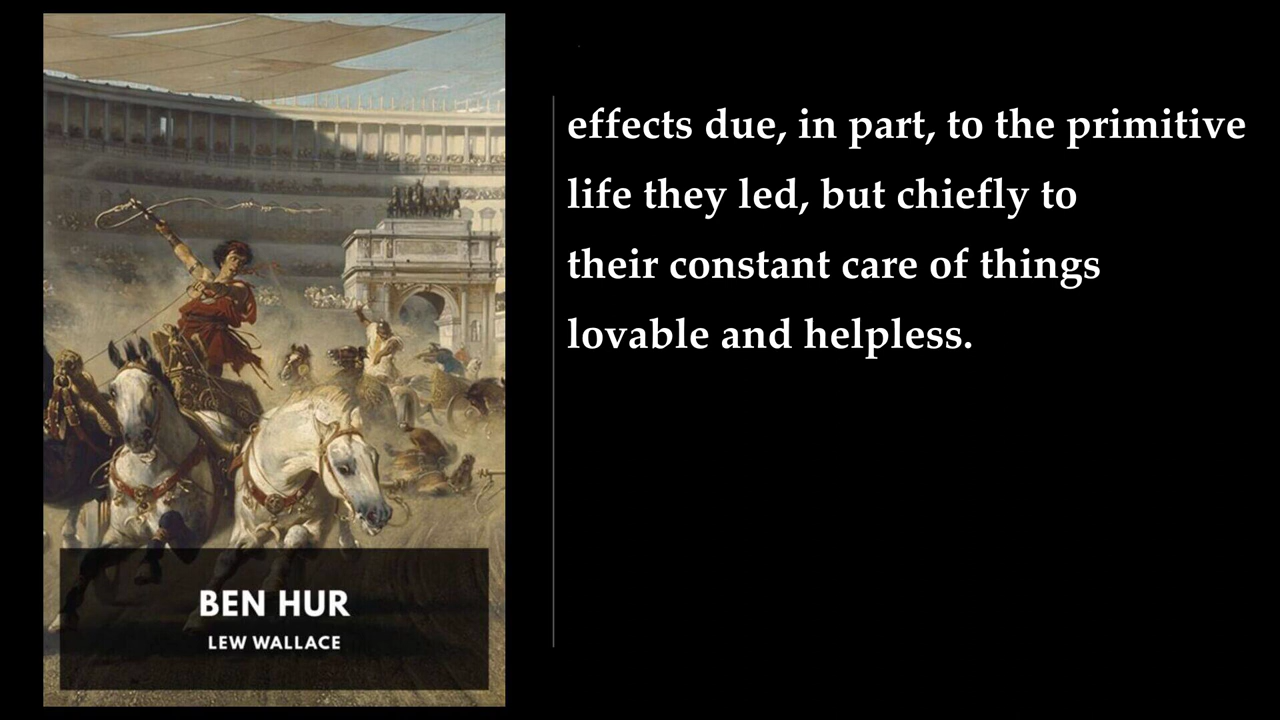 effects due, in part, to the primitive
life they led, but chiefly to
their constant care of things
lovable and helpless.
BEN HUR
LEW WALLACE